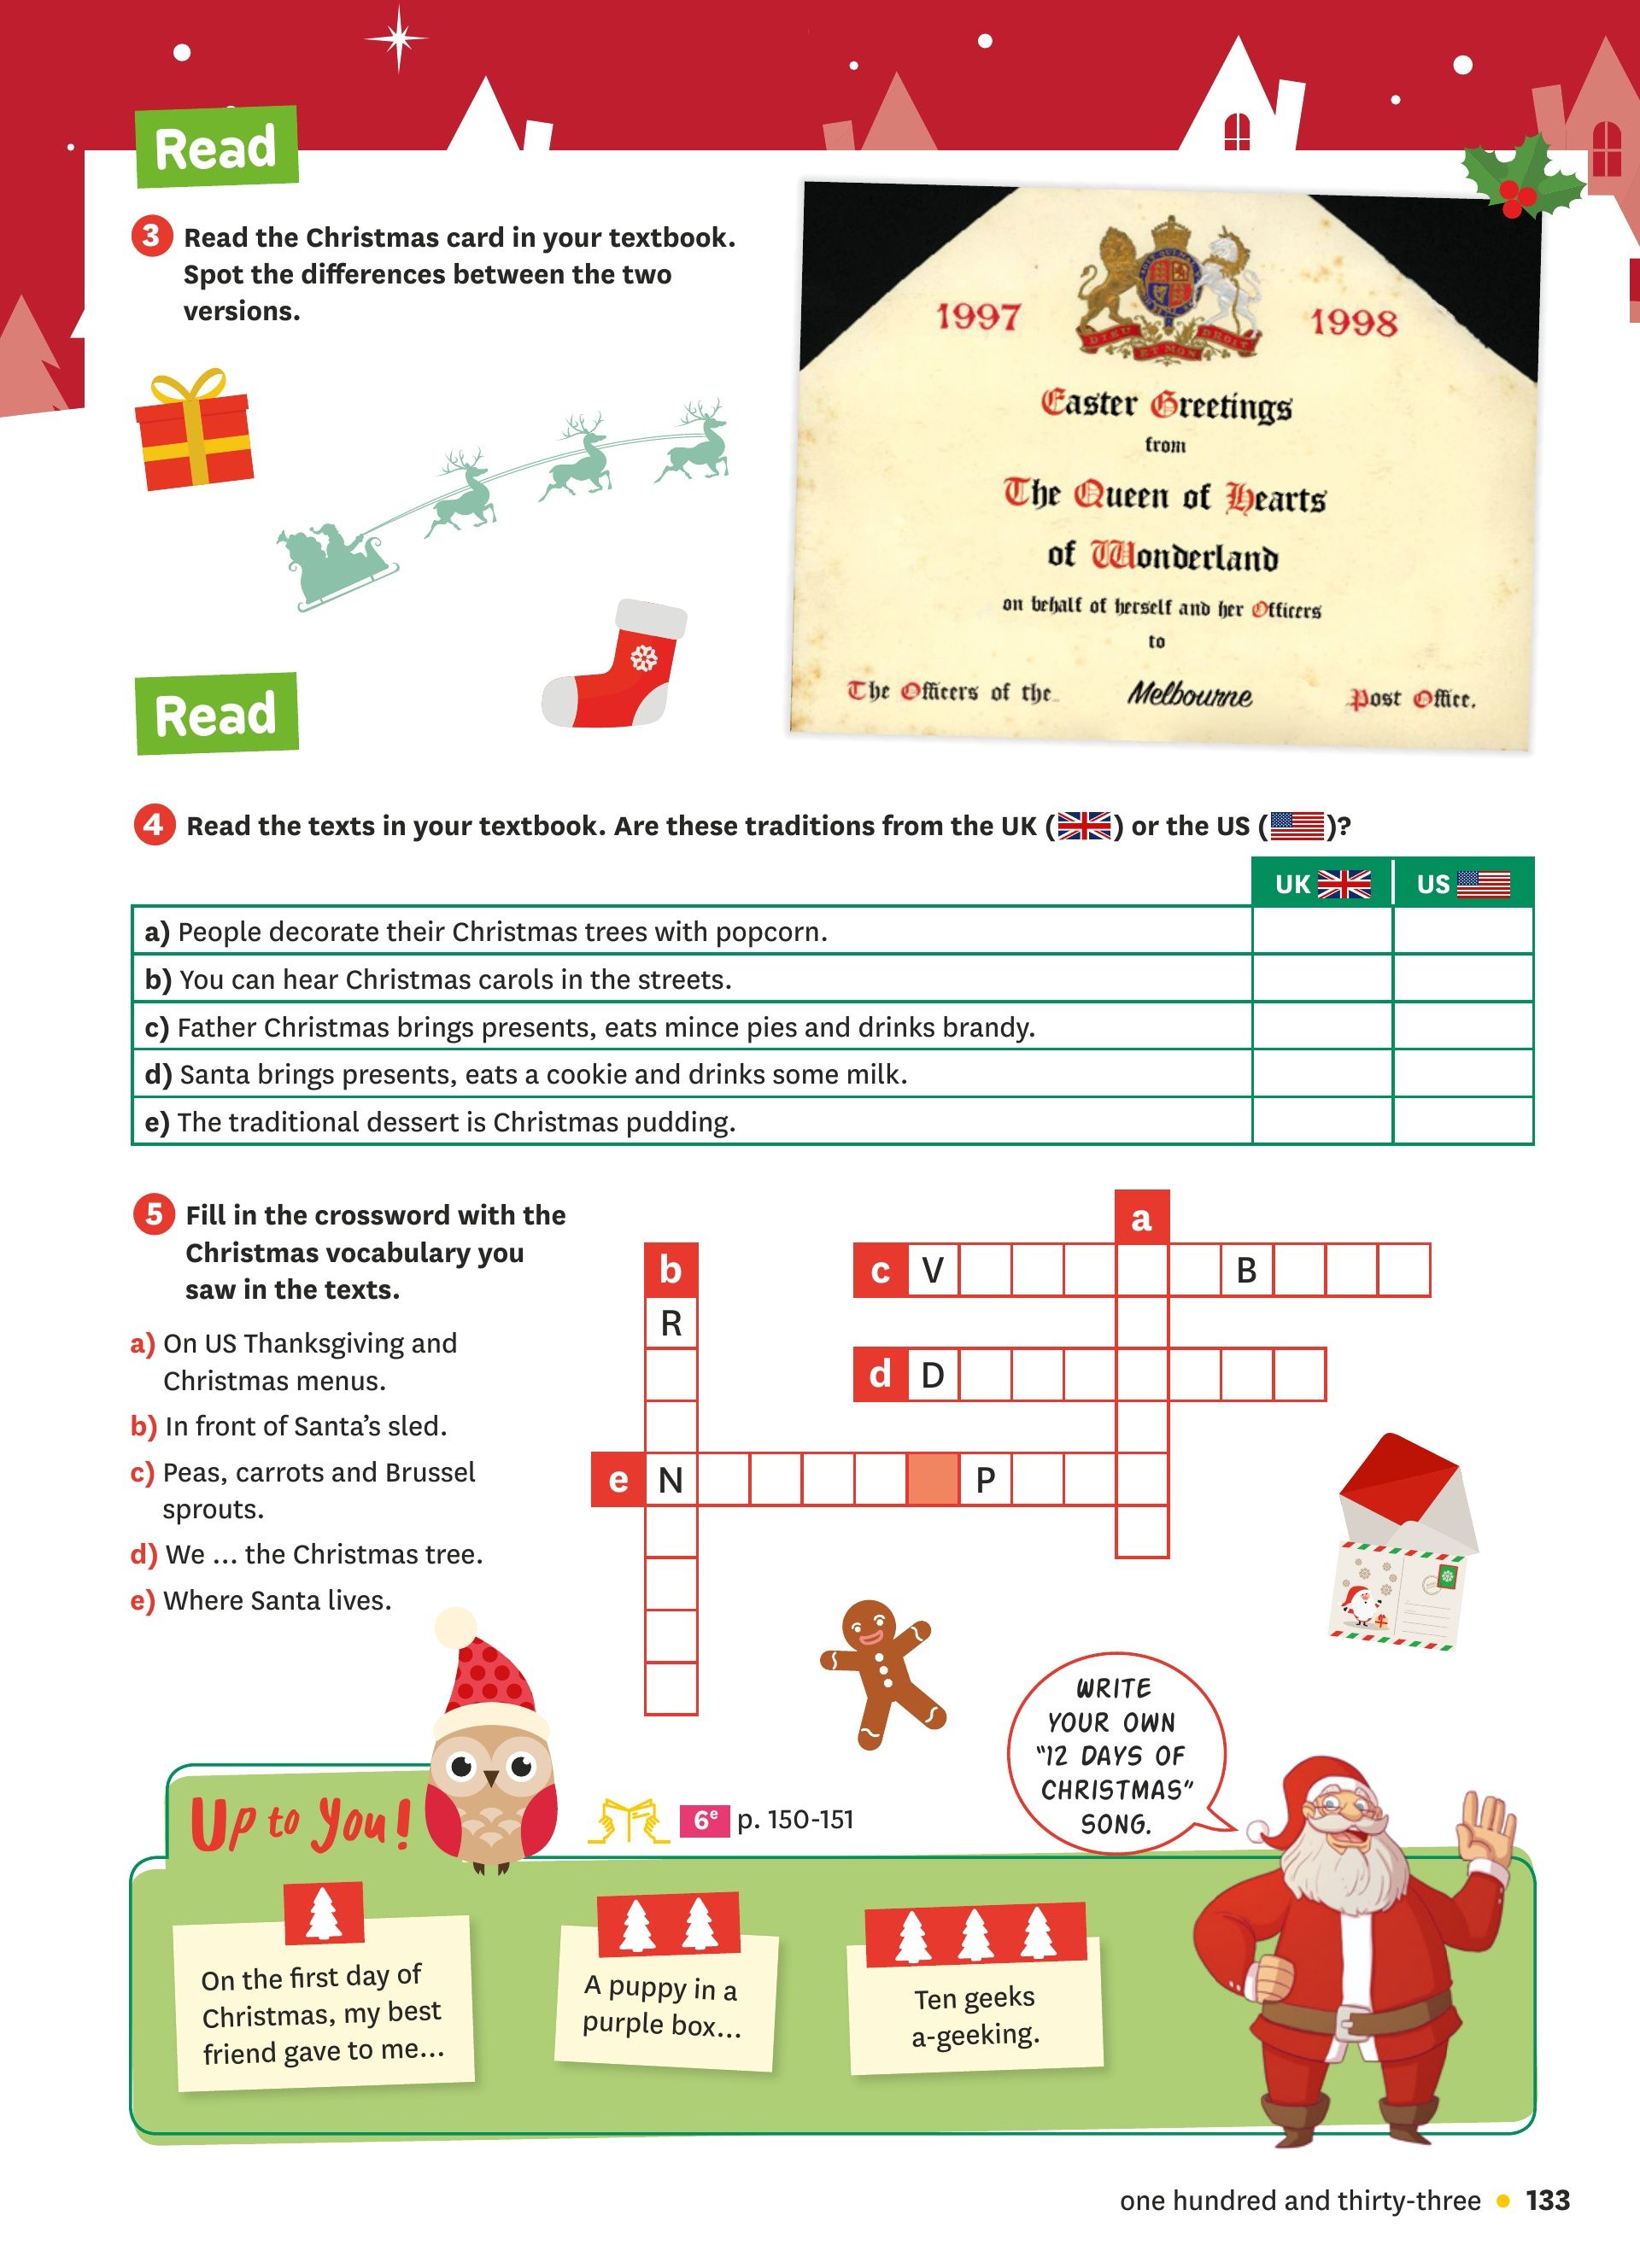 Read
3 Read the Christmas card in your textbook.
Spot the differences between the two
versions.
1997
1998
DIEU ET MON DROIT
Easter Greetings
from
The Queen of Hearts
of Wonderland
on behalf of herself and her Officers
to
The Officers of the Melbourne Post Office.
Read
4 Read the texts in your textbook. Are these traditions from the UK ( ) or the US ( )?
UK US
a) People decorate their Christmas trees with popcorn.
b) You can hear Christmas carols in the streets.
c) Father Christmas brings presents, eats mince pies and drinks brandy.
d) Santa brings presents, eats a cookie and drinks some milk.
e) The traditional dessert is Christmas pudding.
5 Fill in the crossword with the
Christmas vocabulary you
saw in the texts.
a) On US Thanksgiving and
Christmas menus.
b) In front of Santa's sled.
c) Peas, carrots and Brussel
sprouts.
d) We ... the Christmas tree.
e) Where Santa lives.
a
b
c V B
R
d D
e N P
WRITE
YOUR OWN
"12 DAYS OF
CHRISTMAS"
SONG.
Up to You!
6e p. 150-151
On the first day of
Christmas, my best
friend gave to me...
A puppy in a
purple box...
Ten geeks
a-geeking.
one hundred and thirty-three • 133